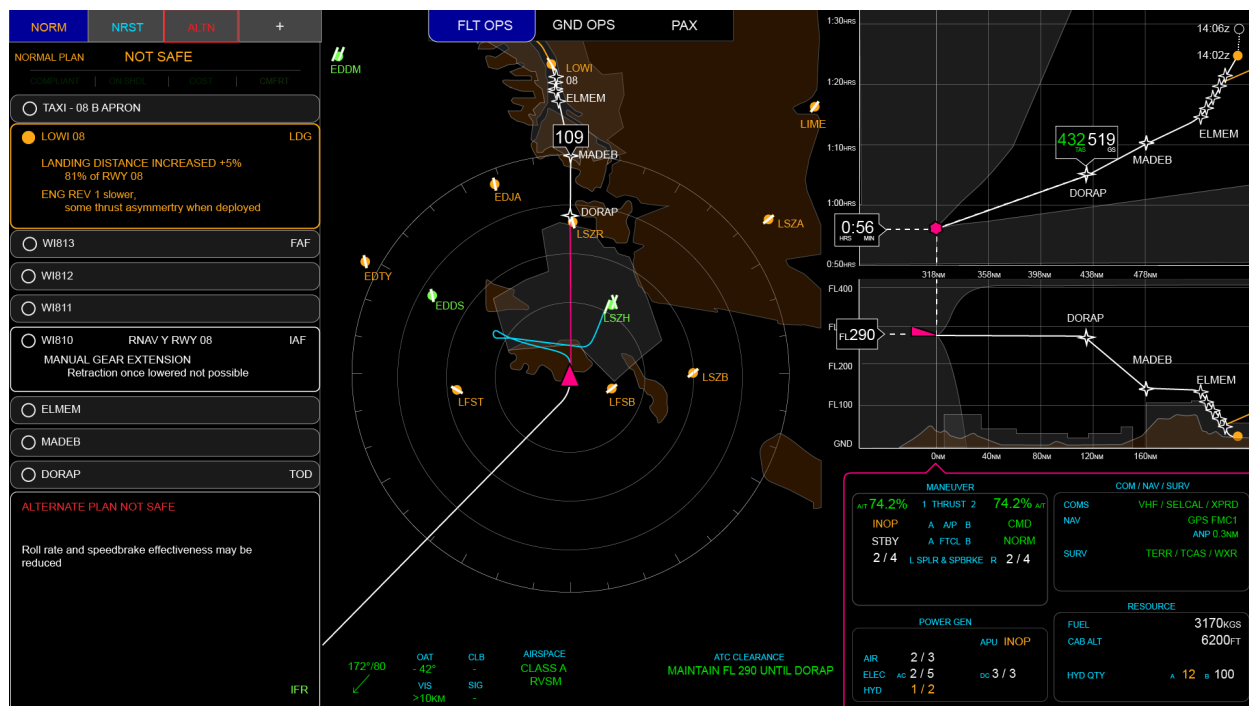 NORM NRST ALTN +
NORMAL PLAN NOT SAFE
COMPLIANT ON SHDL COST CMFRT
TAXI - 08 B APRON
LOWI 08 LDG
LANDING DISTANCE INCREASED +5%
81% of RWY 08
ENG REV 1 slower,
some thrust asymmertry when deployed
WI813 FAF
WI812
WI811
WI810 RNAV Y RWY 08 IAF
MANUAL GEAR EXTENSION
Retraction once lowered not possible
ELMEM
MADEB
DORAP TOD
ALTERNATE PLAN NOT SAFE
Roll rate and speedbrake effectiveness may be
reduced
IFR
FLT OPS GND OPS PAX
EDDM
LOWI
08
ELMEM
LIME
109
MADEB
EDJA
DORAP
LSZR
LSZA
EDTY
EDDS
LSZH
LFST
LFSB
LSZB
172°/80
OAT CLB AIRSPACE ATC CLEARANCE
- 42° - CLASS A MAINTAIN FL 290 UNTIL DORAP
VIS SIG RVSM
>10KM -
1:30HRS
14:06z
14:02z
1:20HRS
ELMEM
432 519
TAS GS
1:10HRS
MADEB
DORAP
1:00HRS
0:56
HRS MIN
0:50HRS
318NM 358NM 398NM 438NM 478NM
FL400
DORAP
FL290
MADEB
FL200
ELMEM
FL100
GND
0NM 40NM 80NM 120NM 160NM
MANEUVER
A/T 74.2% 1 THRUST 2 74.2% A/T
INOP A A/P B CMD
STBY A FTCL B NORM
2 / 4 L SPLR & SPBRKE R 2 / 4
COM / NAV / SURV
COMS VHF / SELCAL / XPRD
NAV GPS FMC1
ANP 0.3NM
SURV TERR / TCAS / WXR
POWER GEN
APU INOP
AIR 2 / 3
ELEC AC 2 / 5 DC 3 / 3
HYD 1 / 2
RESOURCE
FUEL 3170KGS
CAB ALT 6200FT
HYD QTY A 12 B 100